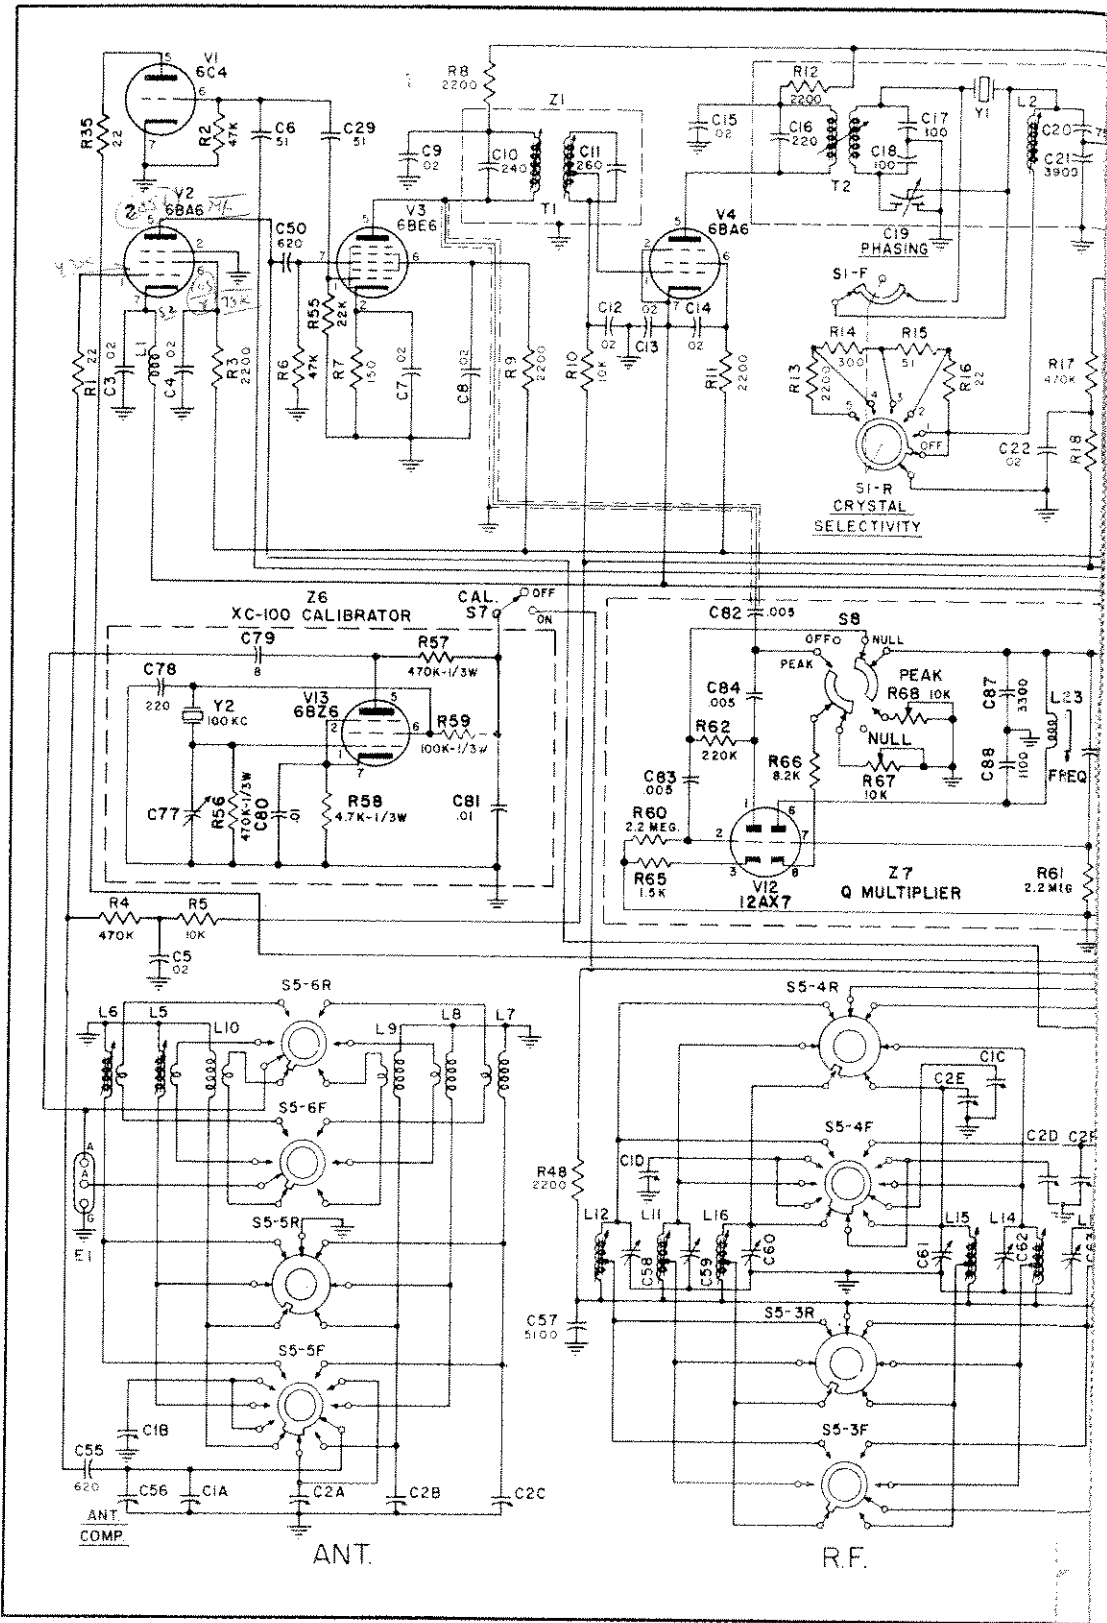 V1
6C4
R35
22
R2
47K
C6
51
C29
51
V2
6BA6
R1
22
C3
.02
L1
C4
.02
R3
2200
C50
620
R6
47K
R55
22K
R7
150
C7
.02
C8
.02
V3
6BE6
R8
2200
Z1
C9
.02
C10
240
T1
C11
260
R9
2200
R10
10K
C12
.02
C13
.02
C14
.02
R11
2200
V4
6BA6
C15
.02
R12
2200
C16
220
T2
C17
100
C18
100
C19
PHASING
Y1
L2
C20
C21
3900
S1-F
R14
300
R15
51
R13
2200
R16
22
5
4
3
2
1
OFF
S1-R
CRYSTAL
SELECTIVITY
R17
470K
C22
.02
R18
Z6
XC-100 CALIBRATOR
CAL.
S7
OFF
ON
C79
8
R57
470K-1/3W
C78
220
Y2
100KC
V13
6BZ6
R59
100K-1/3W
C77
R56
470K-1/3W
C80
.01
R58
4.7K-1/3W
C81
.01
C82
.005
S8
OFF
NULL
PEAK
C84
.005
PEAK
R68 10K
NULL
R67
10K
R66
8.2K
R62
220K
C83
.005
R60
2.2 MEG.
R65
1.5K
V12
12AX7
Z7
Q MULTIPLIER
C87
3300
C88
1100
L23
FREQ
R61
2.2 MEG
R4
470K
R5
10K
C5
.02
S5-6R
L6
L5
L10
L9
L8
L7
S5-6F
A
A
G
E1
S5-5R
S5-5F
C1B
C55
620
C56
C1A
C2A
C2B
C2C
ANT.
COMP.
ANT.
S5-4R
C1C
C2E
S5-4F
C1D
C2D
R48
2200
L12
L11
L16
L15
L14
C58
C59
C60
C61
C62
C63
C57
5100
S5-3R
S5-3F
R.F.